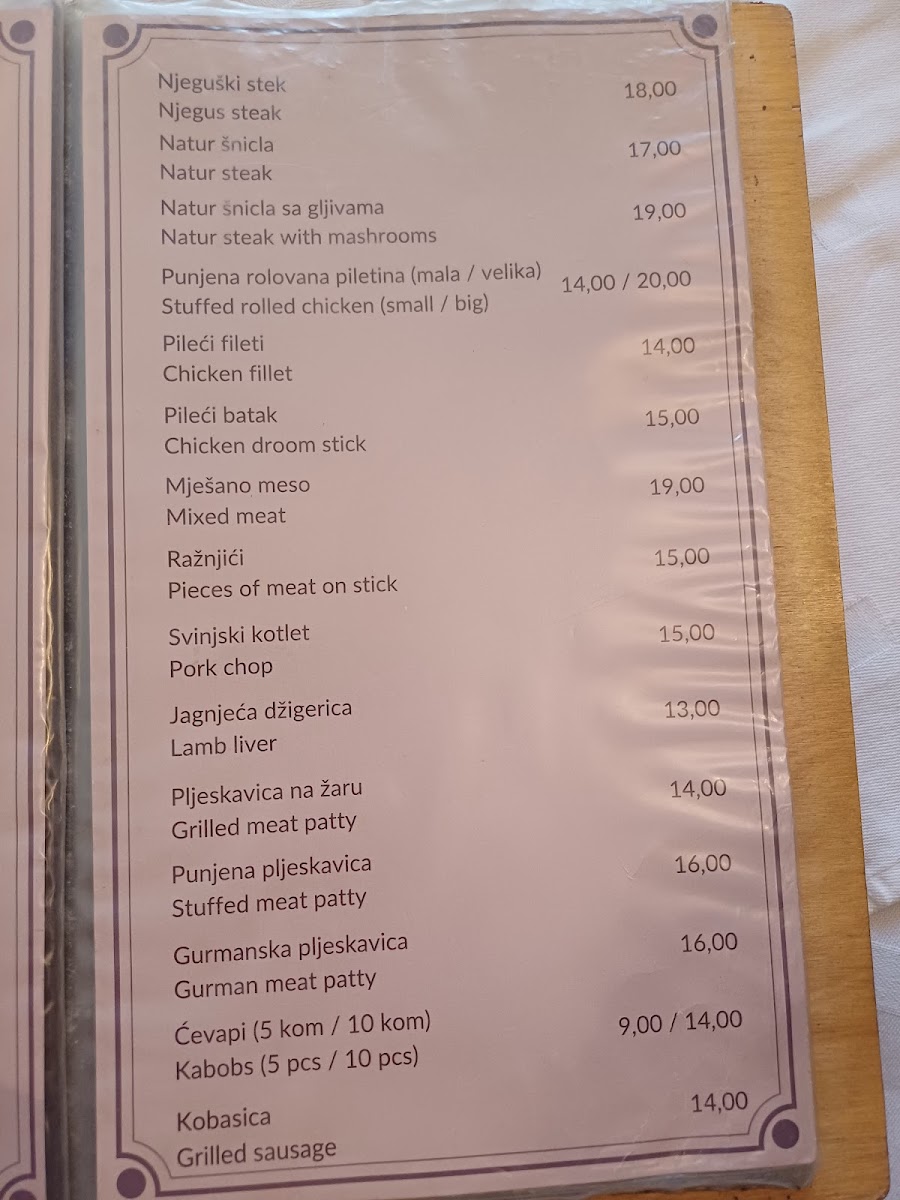 Njeguški stek
Njegus steak
18,00
Natur šnicla
Natur steak
17,00
Natur šnicla sa gljivama
Natur steak with mashrooms
19,00
Punjena rolovana piletina (mala / velika)
Stuffed rolled chicken (small / big)
14,00 / 20,00
Pileći fileti
Chicken fillet
14,00
Pileći batak
Chicken droom stick
15,00
Mješano meso
Mixed meat
19,00
Ražnjići
Pieces of meat on stick
15,00
Svinjski kotlet
Pork chop
15,00
Jagnjeća džigerica
Lamb liver
13,00
Pljeskavica na žaru
Grilled meat patty
14,00
Punjena pljeskavica
Stuffed meat patty
16,00
Gurmanska pljeskavica
Gurman meat patty
16,00
Ćevapi (5 kom / 10 kom)
Kabobs (5 pcs / 10 pcs)
9,00 / 14,00
Kobasica
Grilled sausage
14,00